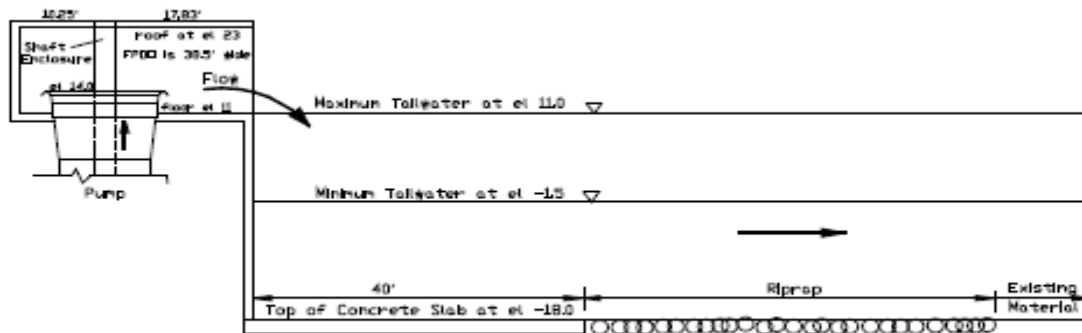 10.25' 17.83'
roof at el 23
Shaft
Enclosure
FPDD is 38.5' wide
Flow
el 14.0
floor el 11
Maximum Tailwater at el 11.0
Pump
Minimum Tailwater at el -1.5
40' Riprap Existing
Top of Concrete Slab at el -18.0 Material